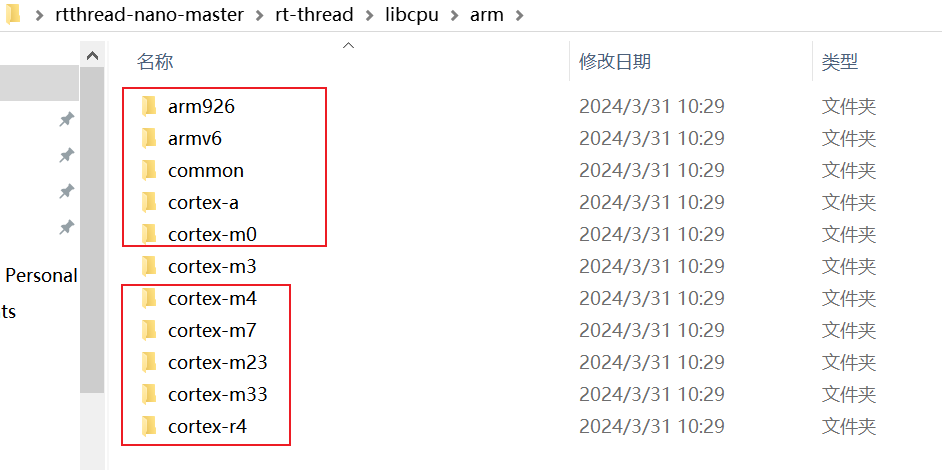 rtthread-nano-master > rt-thread > libcpu > arm >
名称 修改日期 类型
arm926 2024/3/31 10:29 文件夹
armv6 2024/3/31 10:29 文件夹
common 2024/3/31 10:29 文件夹
cortex-a 2024/3/31 10:29 文件夹
cortex-m0 2024/3/31 10:29 文件夹
cortex-m3 2024/3/31 10:29 文件夹
Personal
cortex-m4 2024/3/31 10:29 文件夹
ts
cortex-m7 2024/3/31 10:29 文件夹
cortex-m23 2024/3/31 10:29 文件夹
cortex-m33 2024/3/31 10:29 文件夹
cortex-r4 2024/3/31 10:29 文件夹